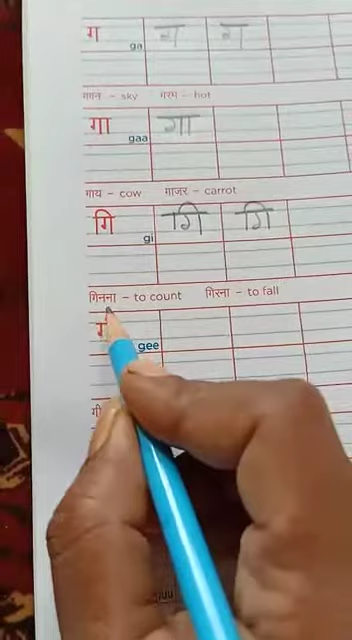 ग ga ग ग
गगन – sky गरम – hot
गा gaa गा
गाय – cow गाजर – carrot
गि gi गि गि
गिनना – to count गिरना – to fall
gee